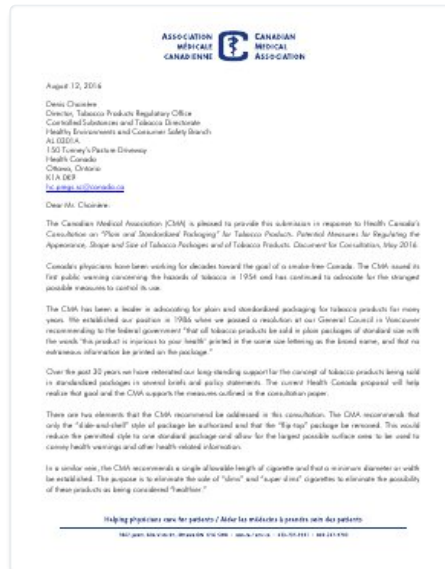 ASSOCIATION MÉDICALE CANADIENNE
CANADIAN MEDICAL ASSOCIATION
August 12, 2016
Denis Choinière
Director, Tobacco Products Regulatory Office
Controlled Substances and Tobacco Directorate
Healthy Environments and Consumer Safety Branch
AL 0301A
150 Tunney's Pasture Driveway
Health Canada
Ottawa, Ontario
K1A 0K9
Dear Mr. Choinière:
The Canadian Medical Association (CMA) is pleased to provide this submission in response to Health Canada's
Consultation on "Plain and Standardized Packaging" for Tobacco Products. Potential Measures for Regulating the
Appearance, Shape and Size of Tobacco Packages and of Tobacco Products. Document for Consultation, May 2016.
Canada's physicians have been working for decades toward the goal of a smoke-free Canada. The CMA issued its
first public warning concerning the hazards of tobacco in 1954 and has continued to advocate for the strongest
possible measures to control its use.
The CMA has been a leader in advocating for plain and standardized packaging for tobacco products for many
years. We established our position in 1986 when we passed a resolution at our General Council in Vancouver
recommending to the federal government "that all tobacco products be sold in plain packages of standard size with
the words 'this product is injurious to your health' printed in the same size lettering as the brand name, and that no
extraneous information be printed on the package."
Over the past 30 years we have reiterated our long-standing support for the concept of tobacco products being sold
in standardized packages in several briefs and policy statements. The current Health Canada proposal will help
realize that goal and the CMA supports the measures outlined in the consultation paper.
There are two elements that the CMA recommend be addressed in this consultation. The CMA recommends that
only the "slide-and-shell" style of package be authorized and that the "flip top" package be removed. This would
reduce the permitted style to one standard package and allow for the largest possible surface area to be used to
convey health warnings and other health-related information.
In a similar vein, the CMA recommends a single allowable length of cigarette and that a minimum diameter or width
be established. The purpose is to eliminate the sale of "slims" and "super slims" cigarettes to eliminate the possibility
of these products as being considered "healthier."
Helping physicians care for patients / Aider les médecins à prendre soin des patients